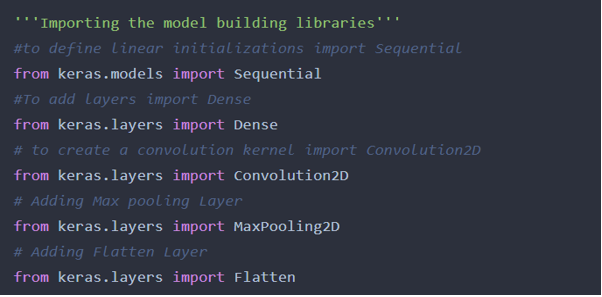 '''Importing the model building libraries'''
#to define linear initializations import Sequential
from keras.models import Sequential
#To add layers import Dense
from keras.layers import Dense
# to create a convolution kernel import Convolution2D
from keras.layers import Convolution2D
# Adding Max pooling Layer
from keras.layers import MaxPooling2D
# Adding Flatten Layer
from keras.layers import Flatten